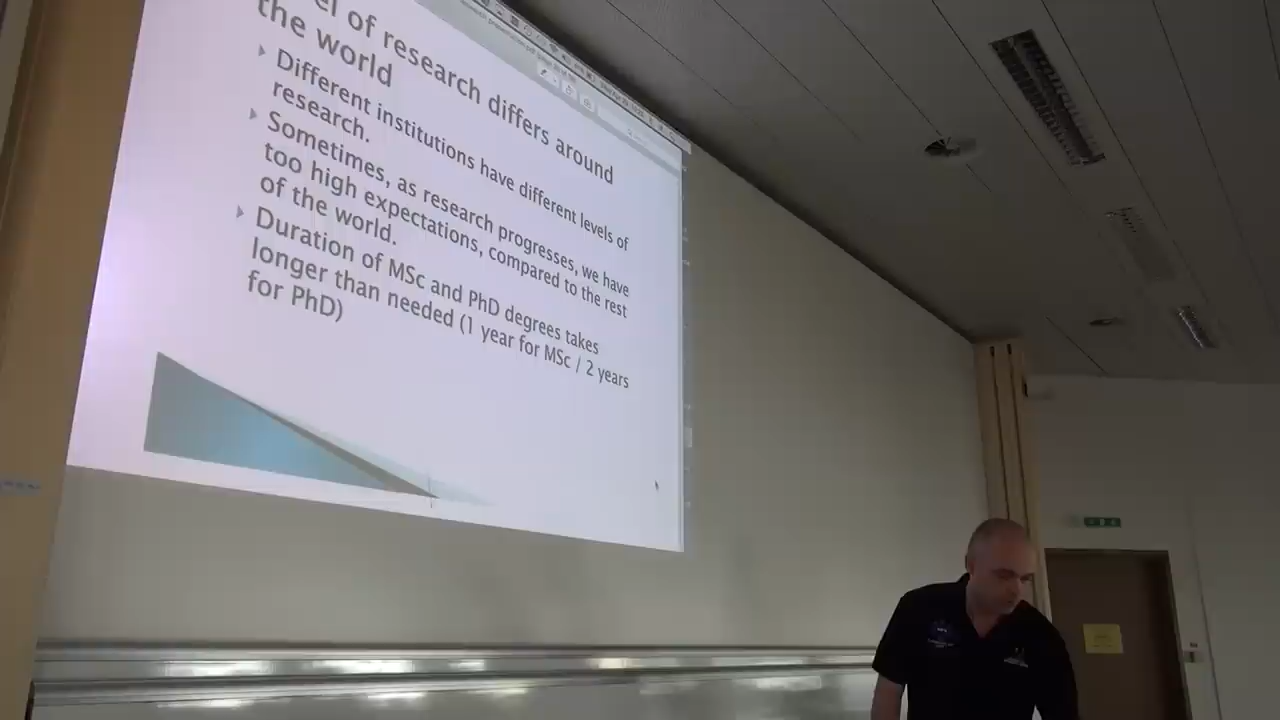 el of research differs around
the world
Different institutions have different levels of
research.
Sometimes, as research progresses, we have
too high expectations, compared to the rest
of the world.
Duration of MSc and PhD degrees takes
longer than needed (1 year for MSc / 2 years
for PhD)